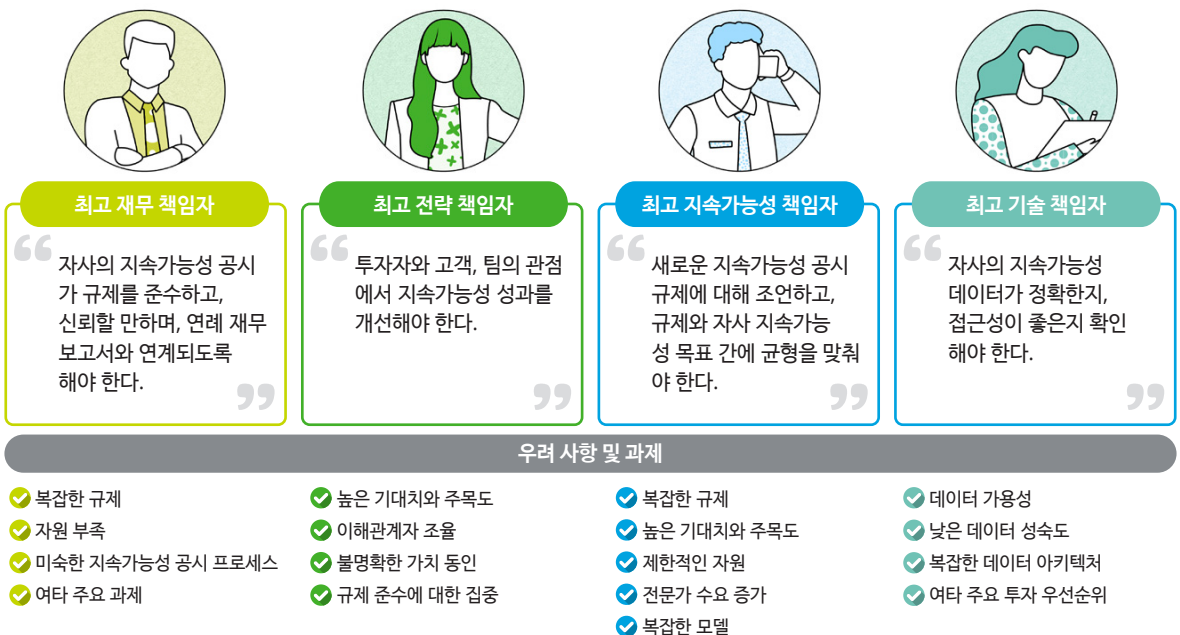 최고 재무 책임자
“
자사의 지속가능성 공시
가 규제를 준수하고,
신뢰할 만하며, 연례 재무
보고서와 연계되도록
해야 한다.
”
최고 전략 책임자
“
투자자와 고객, 팀의 관점
에서 지속가능성 성과를
개선해야 한다.
”
최고 지속가능성 책임자
“
새로운 지속가능성 공시
규제에 대해 조언하고,
규제와 자사 지속가능
성 목표 간에 균형을 맞춰
야 한다.
”
최고 기술 책임자
“
자사의 지속가능성
데이터가 정확한지,
접근성이 좋은지 확인
해야 한다.
”
우려 사항 및 과제
복잡한 규제
자원 부족
미숙한 지속가능성 공시 프로세스
여타 주요 과제
높은 기대치와 주목도
이해관계자 조율
불명확한 가치 동인
규제 준수에 대한 집중
복잡한 규제
높은 기대치와 주목도
제한적인 자원
전문가 수요 증가
복잡한 모델
데이터 가용성
낮은 데이터 성숙도
복잡한 데이터 아키텍처
여타 주요 투자 우선순위